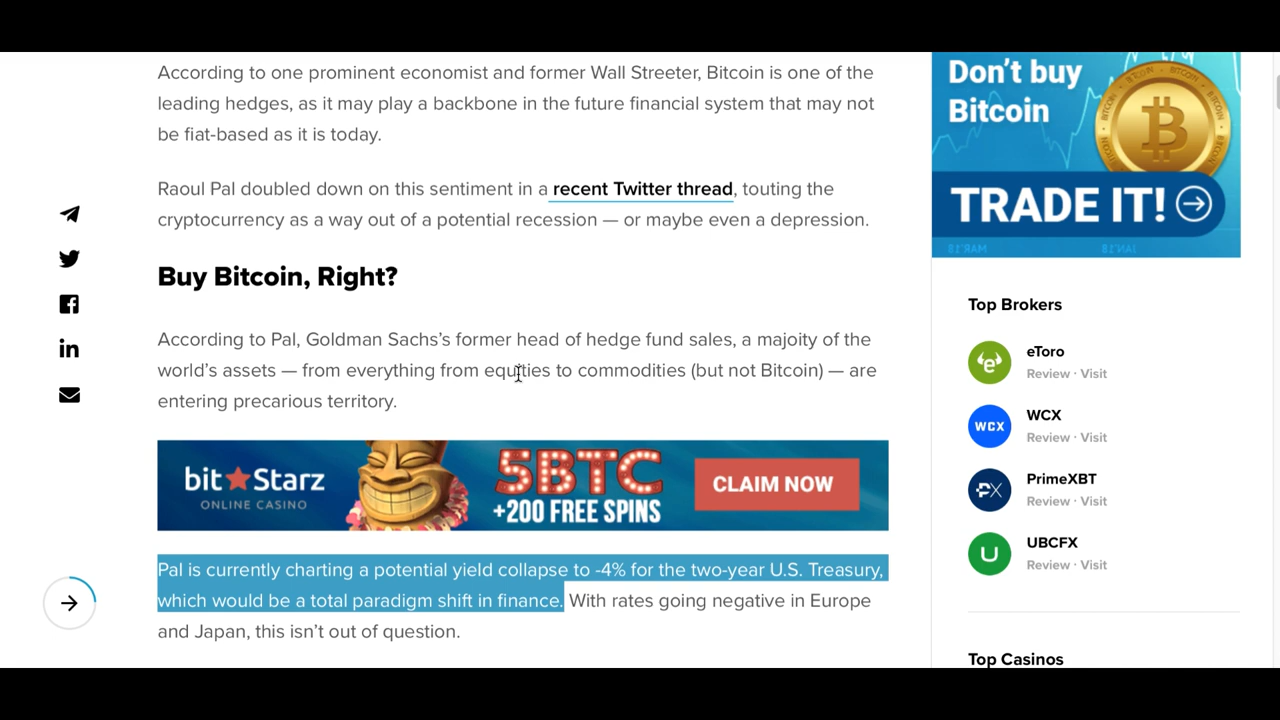 According to one prominent economist and former Wall Streeter, Bitcoin is one of the
leading hedges, as it may play a backbone in the future financial system that may not
be fiat-based as it is today.
Raoul Pal doubled down on this sentiment in a recent Twitter thread, touting the
cryptocurrency as a way out of a potential recession — or maybe even a depression.
Buy Bitcoin, Right?
According to Pal, Goldman Sachs’s former head of hedge fund sales, a majoity of the
world’s assets — from everything from equities to commodities (but not Bitcoin) — are
entering precarious territory.
bit Starz
ONLINE CASINO
5BTC
+200 FREE SPINS
CLAIM NOW
Pal is currently charting a potential yield collapse to -4% for the two-year U.S. Treasury,
which would be a total paradigm shift in finance. With rates going negative in Europe
and Japan, this isn’t out of question.
Don’t buy
Bitcoin
TRADE IT!
Top Brokers
eToro
Review · Visit
WCX
WCX
Review · Visit
PrimeXBT
Review · Visit
UBCFX
Review · Visit
Top Casinos